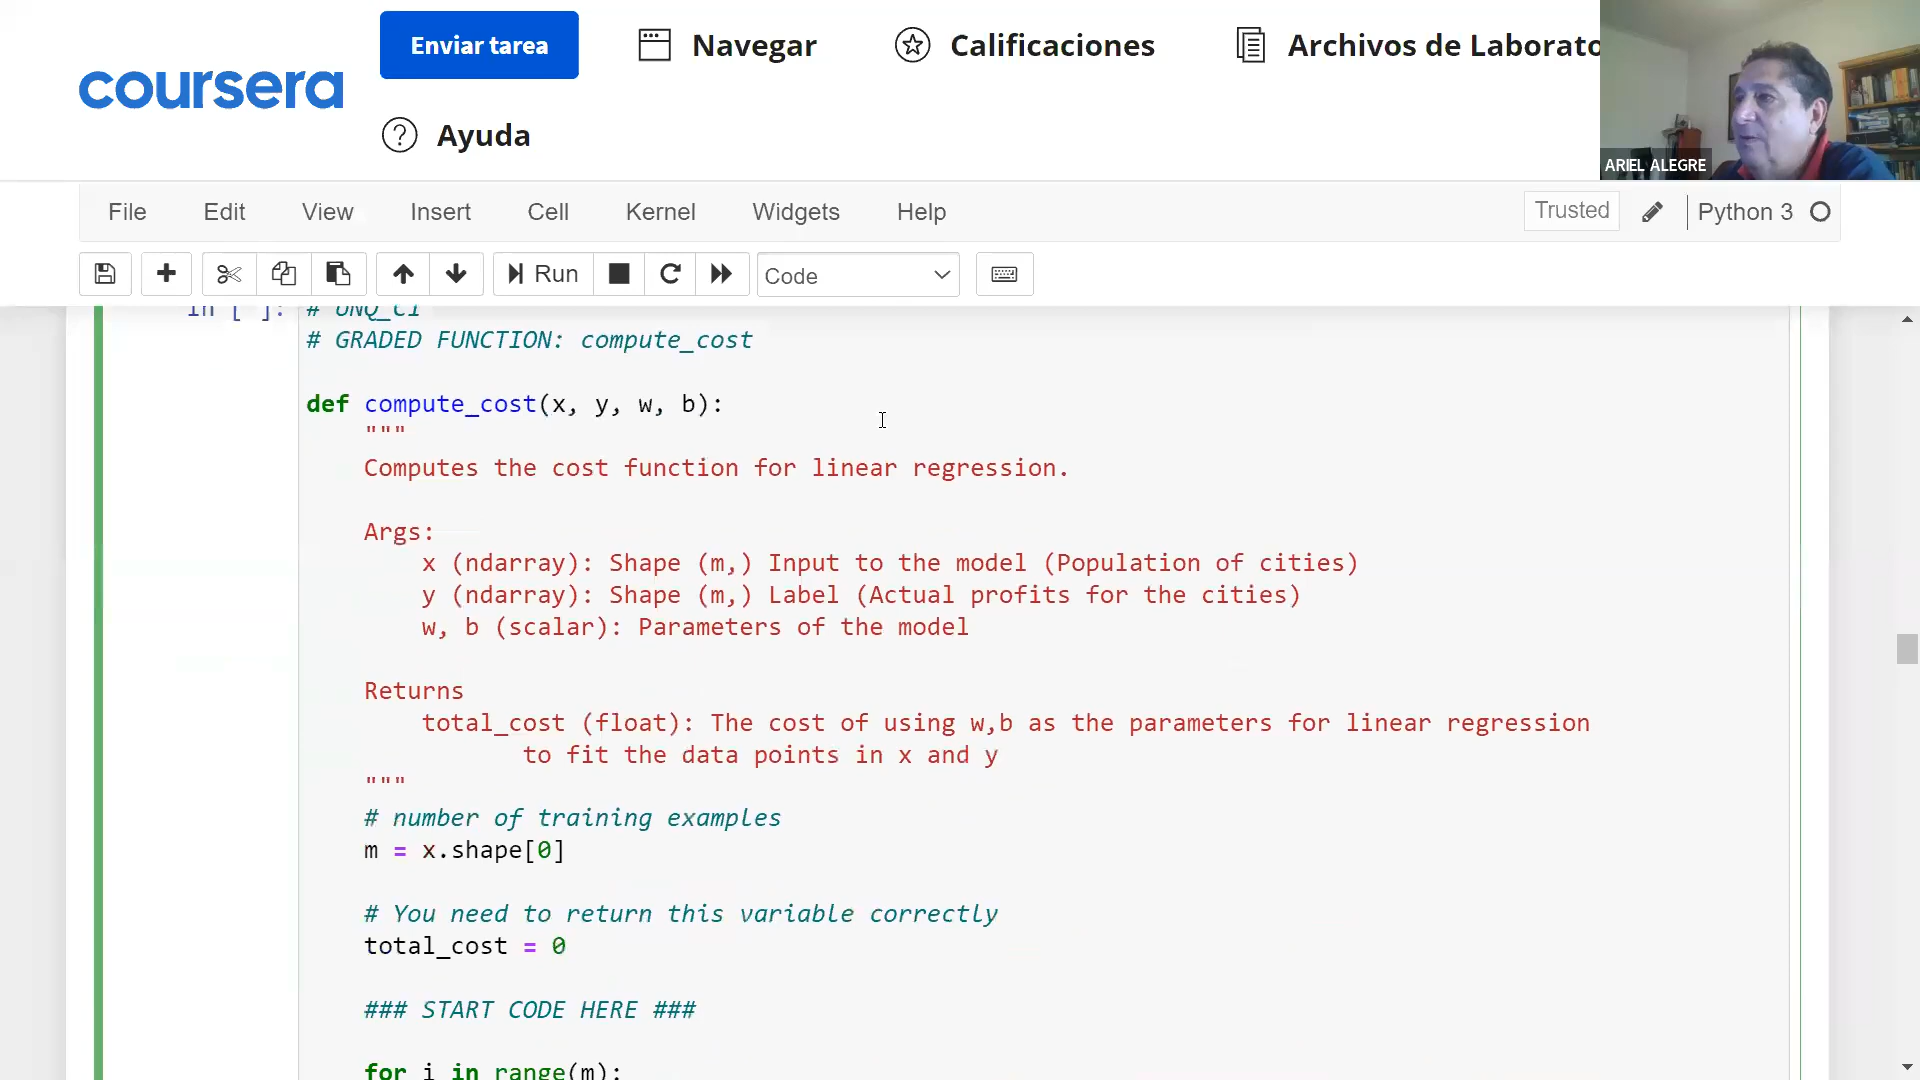 Enviar tarea
Navegar
Calificaciones
Archivos de Laborato
coursera
Ayuda
ARIEL ALEGRE
File Edit View Insert Cell Kernel Widgets Help
Trusted
Python 3
Run
Code
In [ ]: # UNQ_C1
# GRADED FUNCTION: compute_cost
def compute_cost(x, y, w, b):
"""
Computes the cost function for linear regression.
Args:
x (ndarray): Shape (m,) Input to the model (Population of cities)
y (ndarray): Shape (m,) Label (Actual profits for the cities)
w, b (scalar): Parameters of the model
Returns
total_cost (float): The cost of using w,b as the parameters for linear regression
to fit the data points in x and y
"""
# number of training examples
m = x.shape[0]
# You need to return this variable correctly
total_cost = 0
### START CODE HERE ###
for i in range(m):